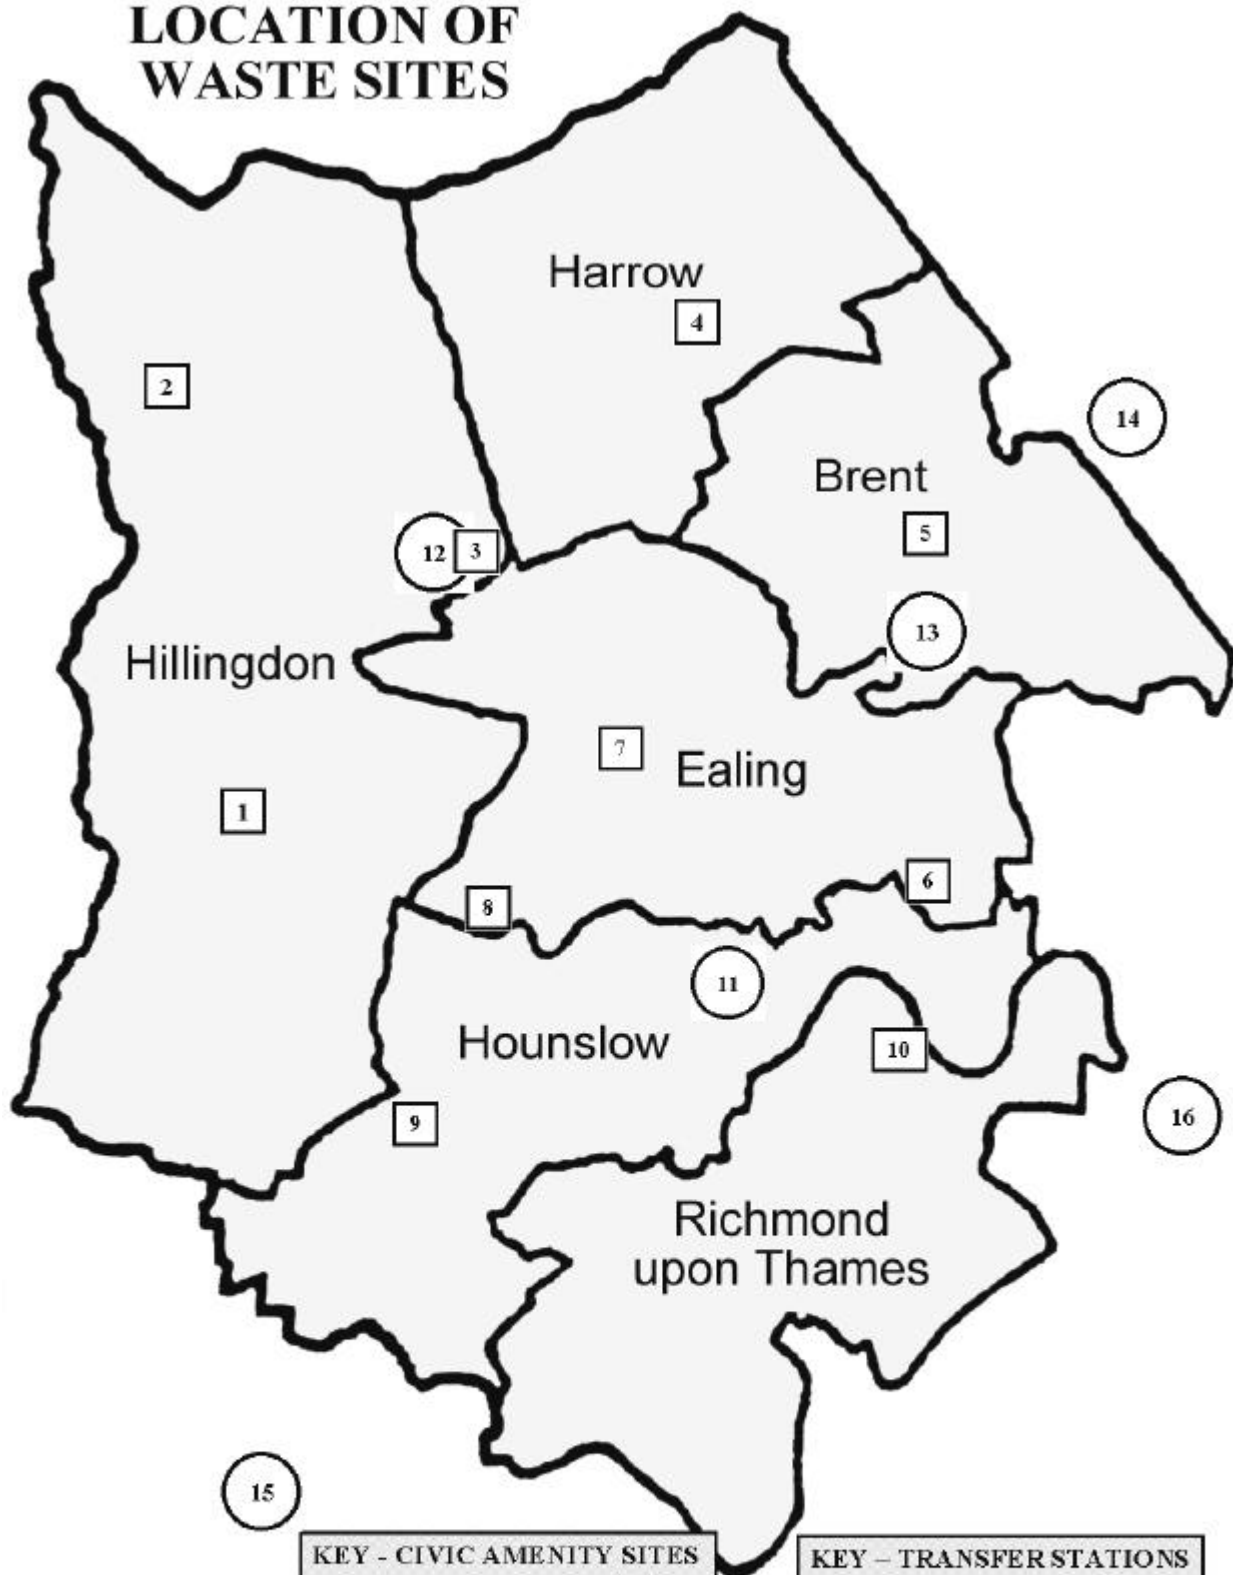 LOCATION OF
WASTE SITES
Harrow
4
2
14
Brent
5
12
3
13
Hillingdon
7
Ealing
1
6
8
11
Hounslow
10
9
16
Richmond
upon Thames
15
KEY - CIVIC AMENITY SITES
KEY – TRANSFER STATIONS